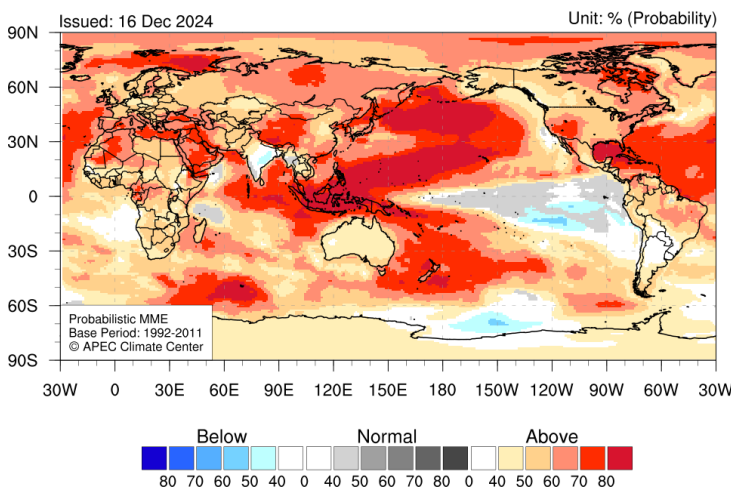 Issued: 16 Dec 2024 Unit: % (Probability)
90N
60N
30N
0
30S
60S
90S
Probabilistic MME
Base Period: 1992-2011
© APEC Climate Center
30W 0 30E 60E 90E 120E 150E 180 150W 120W 90W 60W 30W
Below Normal Above
80 70 60 50 40 0 40 50 60 70 80 0 40 50 60 70 80